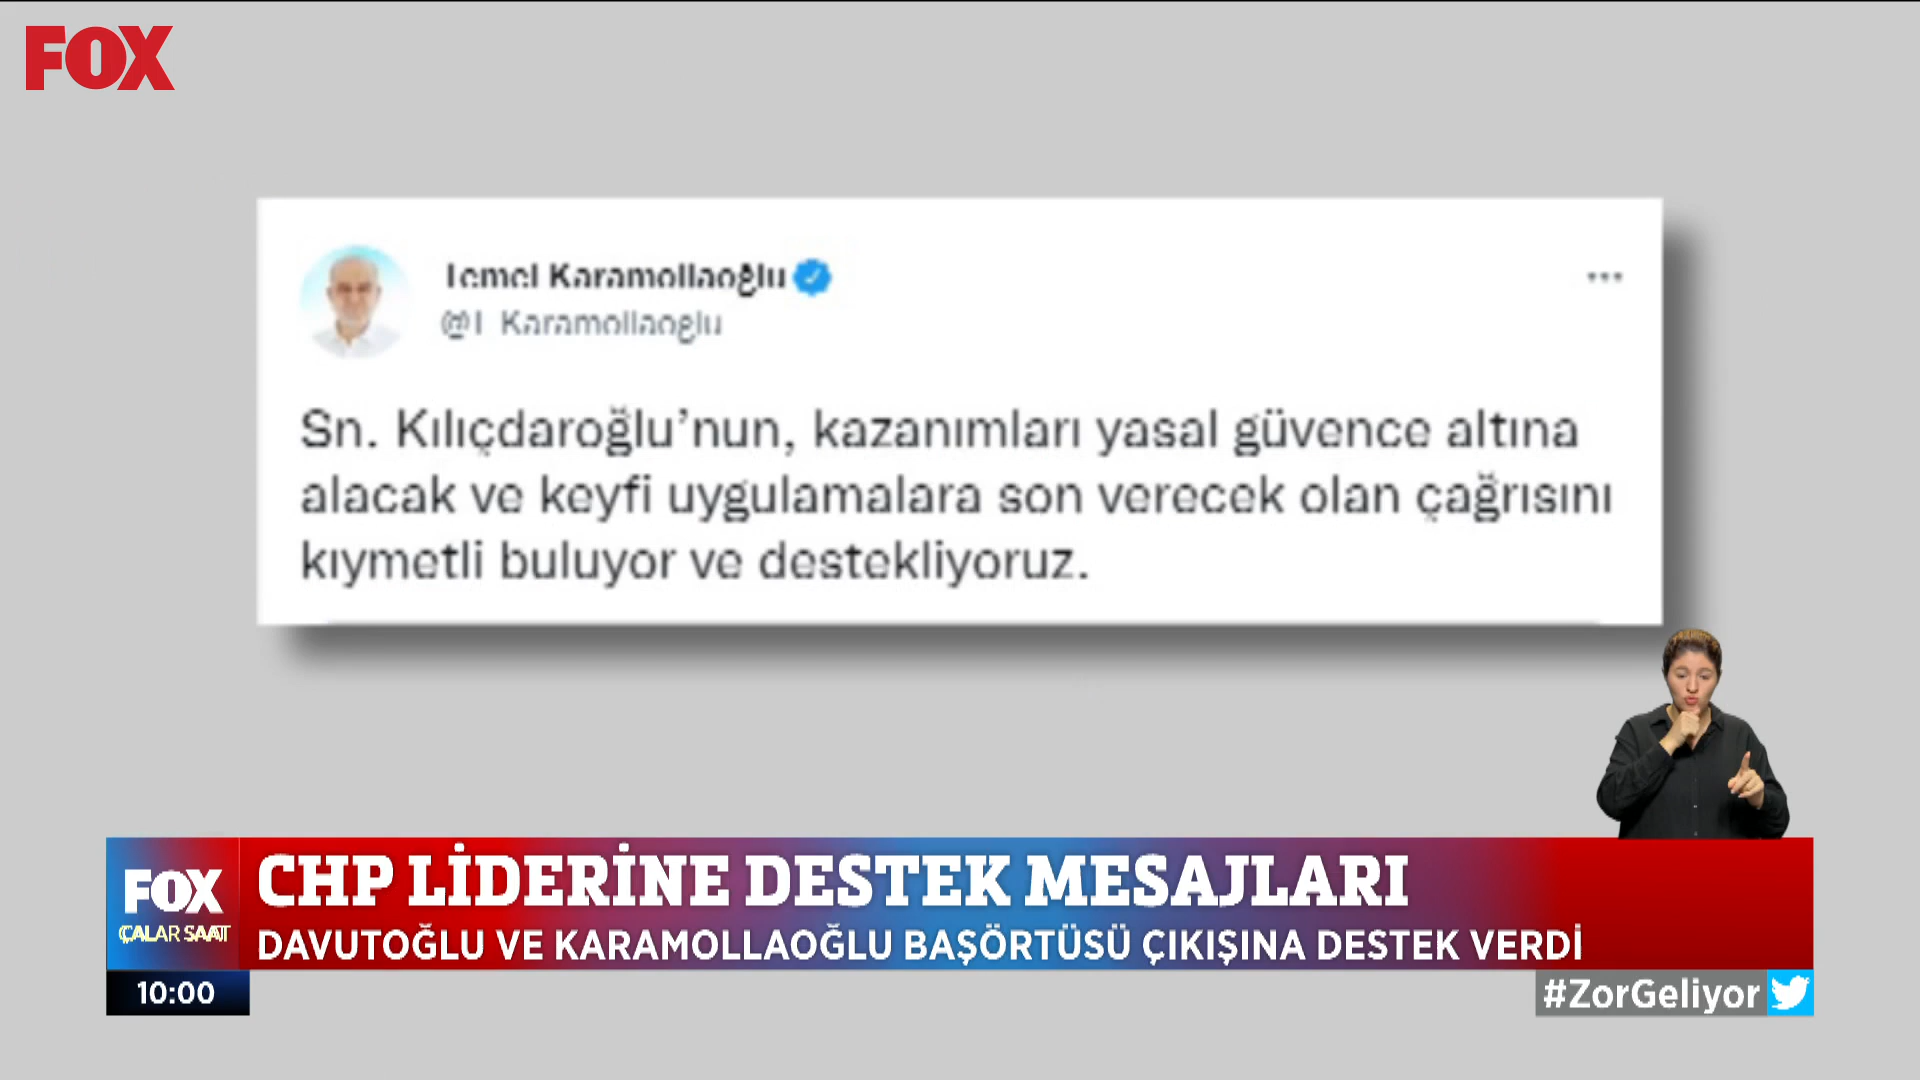 FOX
Temel Karamollaoğlu
@T_Karamollaoglu
Sn. Kılıçdaroğlu’nun, kazanımları yasal güvence altına
alacak ve keyfi uygulamalara son verecek olan çağrısını
kıymetli buluyor ve destekliyoruz.
FOX
ÇALAR SAAT
CHP LİDERİNE DESTEK MESAJLARI
DAVUTOĞLU VE KARAMOLLAOĞLU BAŞÖRTÜSÜ ÇIKIŞINA DESTEK VERDİ
10:00
#ZorGeliyor